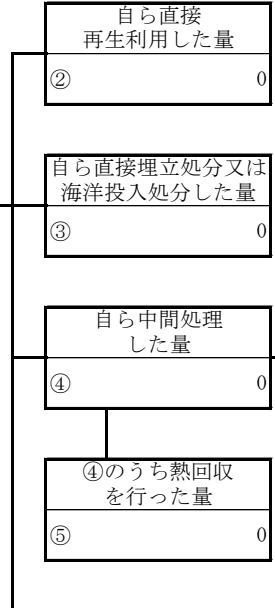 自ら直接
再生利用した量
② 0
自ら直接埋立処分又は
海洋投入処分した量
③ 0
自ら中間処理
した量
④ 0
④のうち熱回収
を行った量
⑤ 0